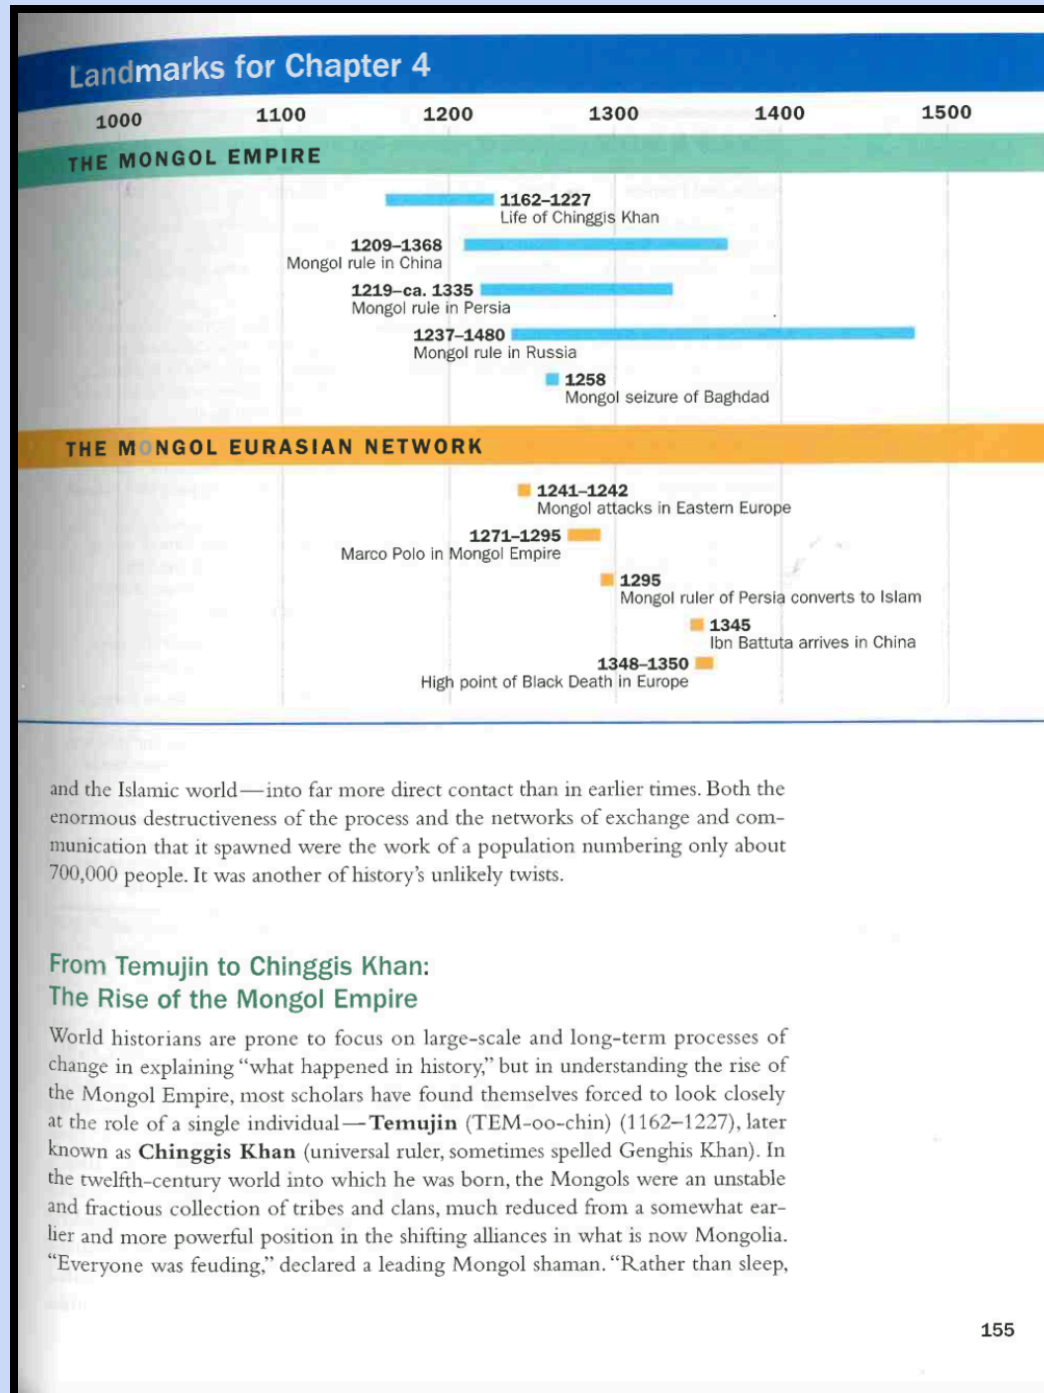 Landmarks for Chapter 4
1000 1100 1200 1300 1400 1500
THE MONGOL EMPIRE
1162–1227
Life of Chinggis Khan
1209–1368
Mongol rule in China
1219–ca. 1335
Mongol rule in Persia
1237–1480
Mongol rule in Russia
1258
Mongol seizure of Baghdad
THE MONGOL EURASIAN NETWORK
1241–1242
Mongol attacks in Eastern Europe
1271–1295
Marco Polo in Mongol Empire
1295
Mongol ruler of Persia converts to Islam
1345
Ibn Battuta arrives in China
1348–1350
High point of Black Death in Europe
and the Islamic world—into far more direct contact than in earlier times. Both the
enormous destructiveness of the process and the networks of exchange and com-
munication that it spawned were the work of a population numbering only about
700,000 people. It was another of history's unlikely twists.
From Temujin to Chinggis Khan:
The Rise of the Mongol Empire
World historians are prone to focus on large-scale and long-term processes of
change in explaining “what happened in history,” but in understanding the rise of
the Mongol Empire, most scholars have found themselves forced to look closely
at the role of a single individual—Temujin (TEM-oo-chin) (1162–1227), later
known as Chinggis Khan (universal ruler, sometimes spelled Genghis Khan). In
the twelfth-century world into which he was born, the Mongols were an unstable
and fractious collection of tribes and clans, much reduced from a somewhat ear-
lier and more powerful position in the shifting alliances in what is now Mongolia.
“Everyone was feuding,” declared a leading Mongol shaman. “Rather than sleep,
155